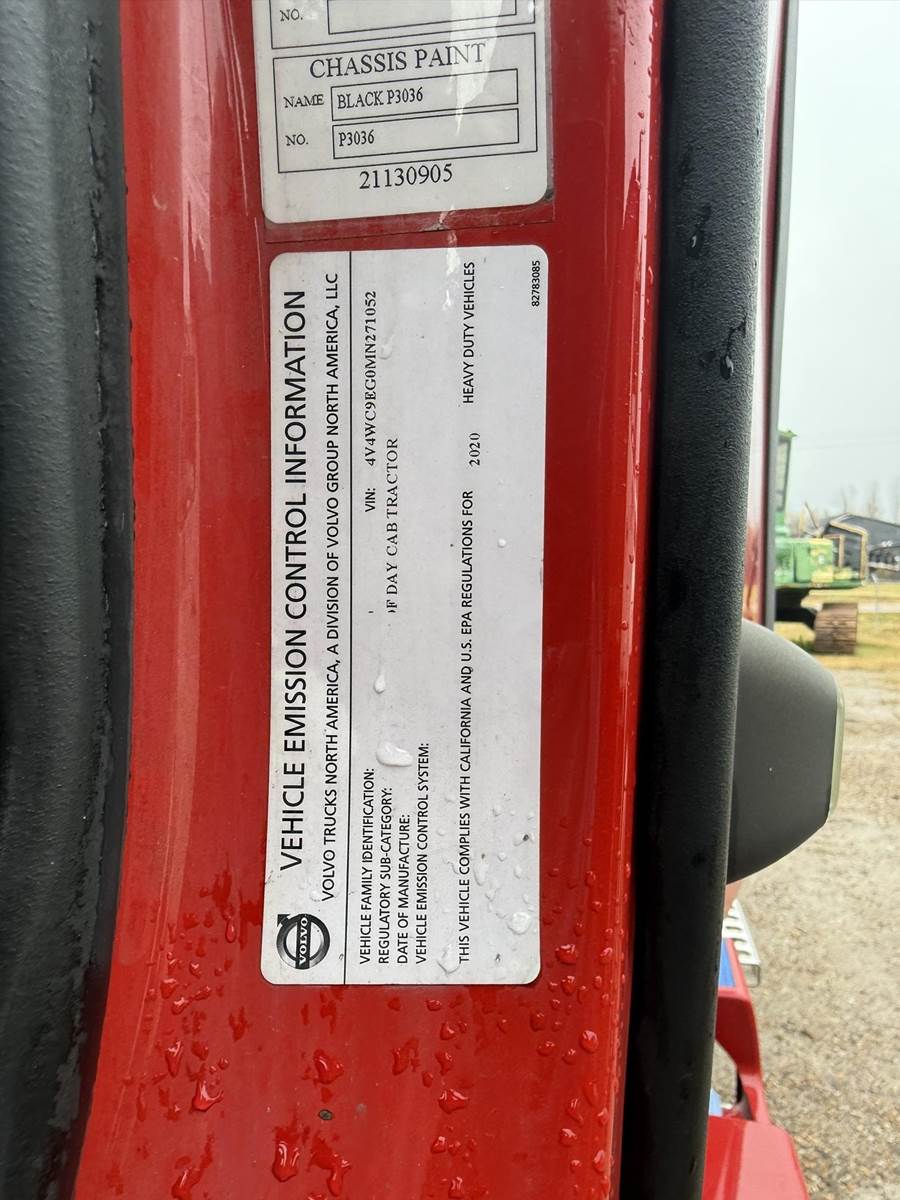 NO.
CHASSIS PAINT
NAME BLACK P3036
NO. P3036
21130905
VEHICLE EMISSION CONTROL INFORMATION
VOLVO TRUCKS NORTH AMERICA, A DIVISION OF VOLVO GROUP NORTH AMERICA, LLC
VOLVO
VEHICLE FAMILY IDENTIFICATION: VIN: 4V4WC9EG0MN271052
REGULATORY SUB-CATEGORY: DAY CAB TRACTOR
DATE OF MANUFACTURE:
VEHICLE EMISSION CONTROL SYSTEM:
THIS VEHICLE COMPLIES WITH CALIFORNIA AND U.S. EPA REGULATIONS FOR 2020 HEAVY DUTY VEHICLES
82783085